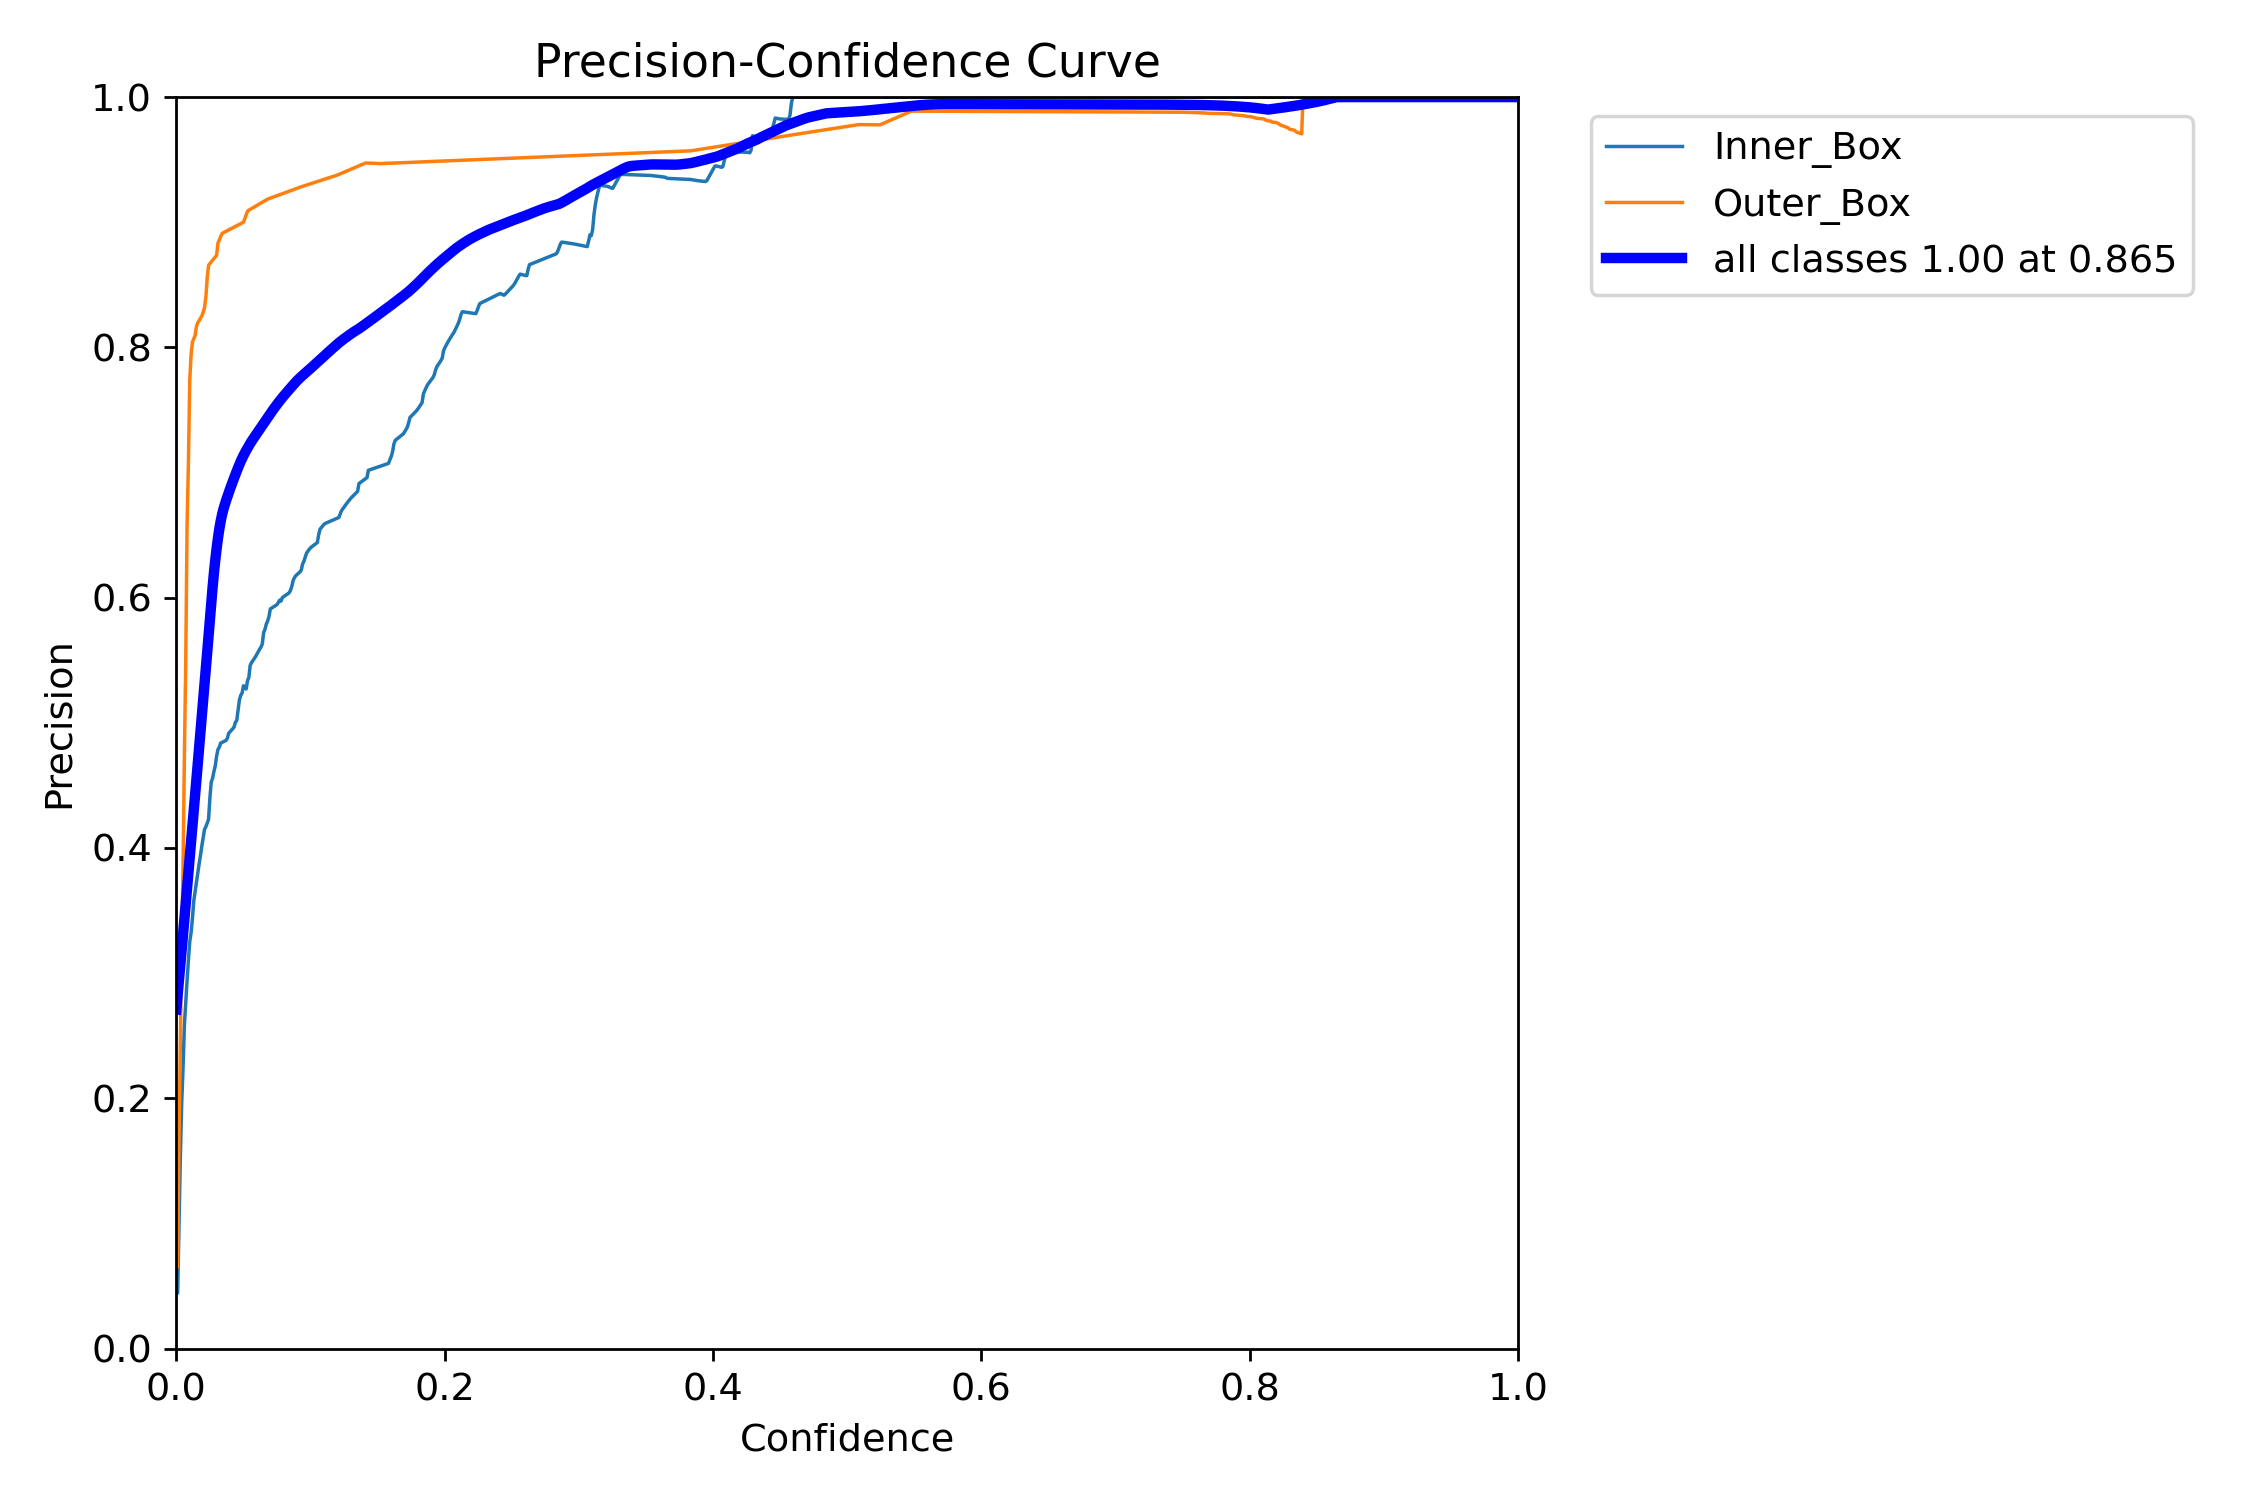 Precision-Confidence Curve
1.0
0.8
0.6
0.4
0.2
0.0
Precision
0.0 0.2 0.4 0.6 0.8 1.0
Confidence
Inner_Box
Outer_Box
all classes 1.00 at 0.865